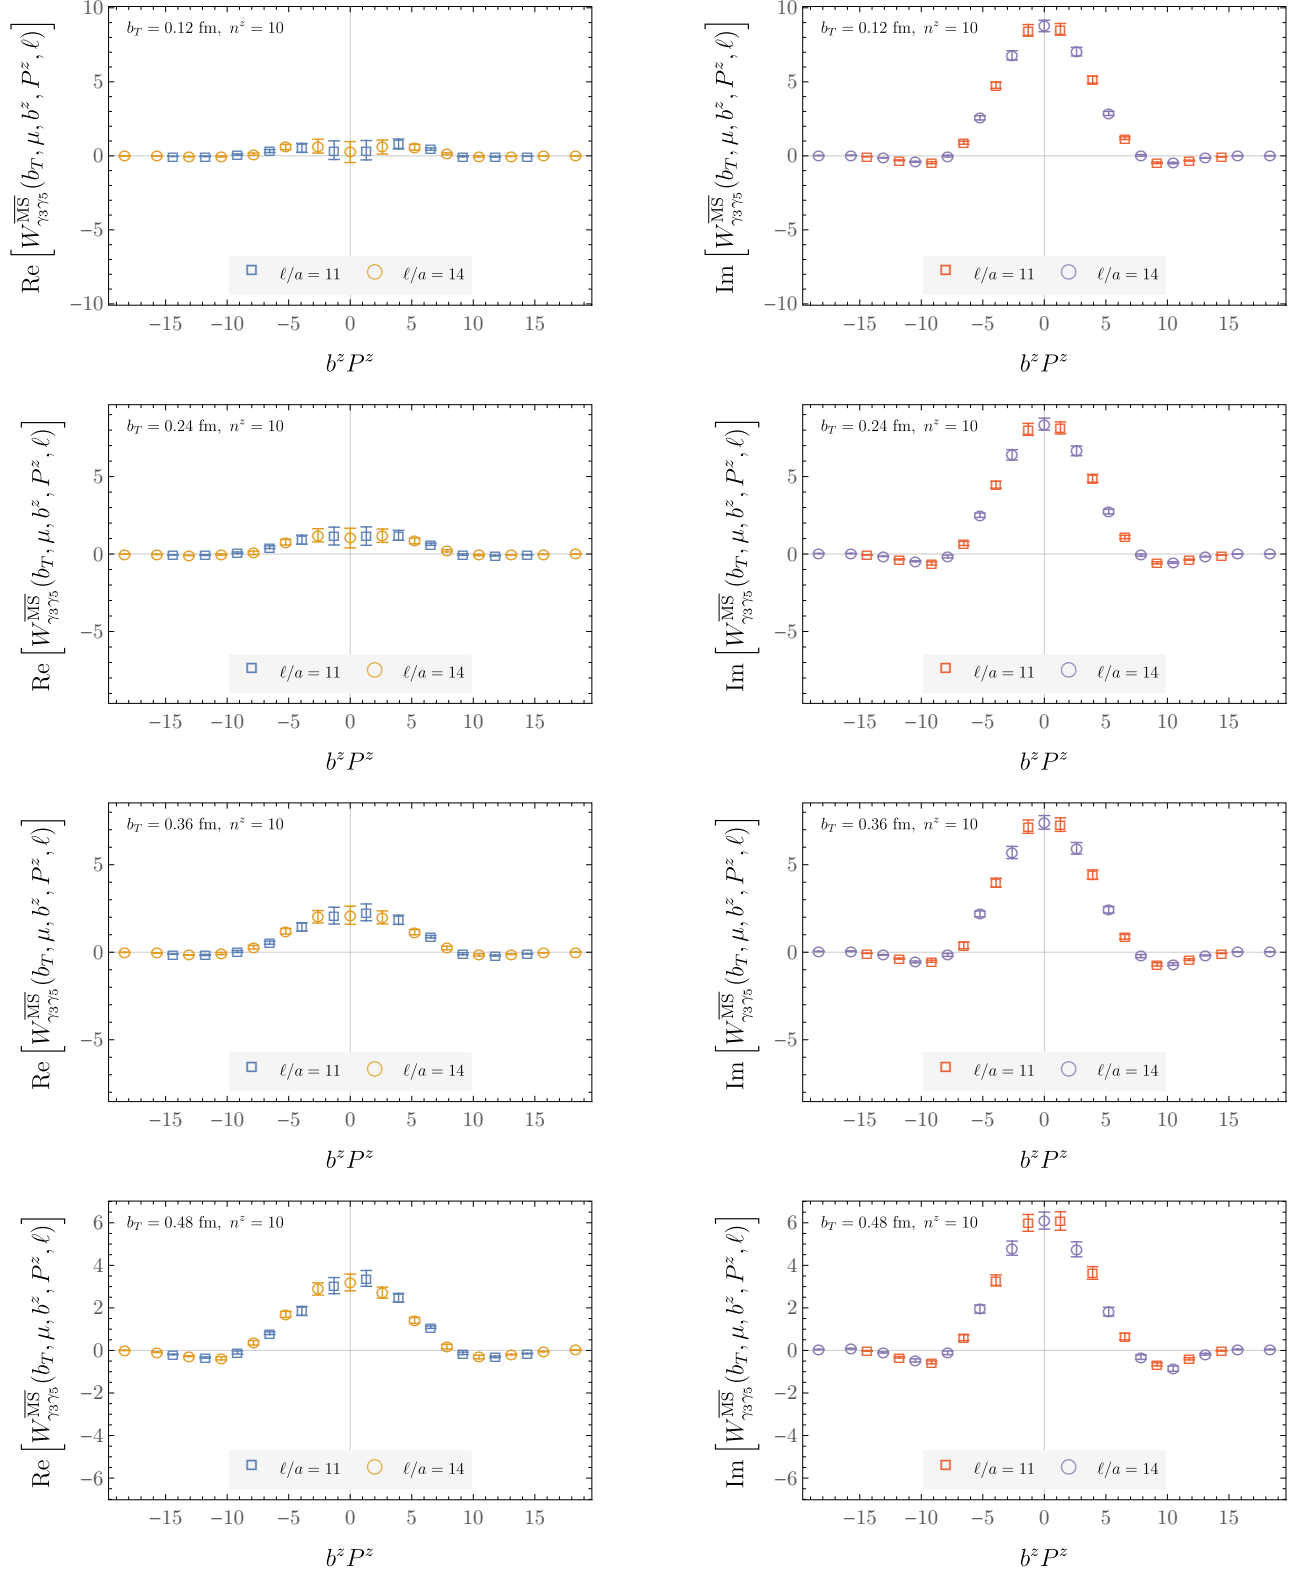 b_T = 0.12 fm, n^z = 10
Re [W^{\overline{MS}}_{γ3γ5}(b_T, μ, b^z, P^z, ℓ)]
10
5
0
−5
−10
ℓ/a = 11 ℓ/a = 14
−15 −10 −5 0 5 10 15
b^z P^z
b_T = 0.12 fm, n^z = 10
Im [W^{\overline{MS}}_{γ3γ5}(b_T, μ, b^z, P^z, ℓ)]
10
5
0
−5
−10
ℓ/a = 11 ℓ/a = 14
−15 −10 −5 0 5 10 15
b^z P^z
b_T = 0.24 fm, n^z = 10
Re [W^{\overline{MS}}_{γ3γ5}(b_T, μ, b^z, P^z, ℓ)]
5
0
−5
ℓ/a = 11 ℓ/a = 14
−15 −10 −5 0 5 10 15
b^z P^z
b_T = 0.24 fm, n^z = 10
Im [W^{\overline{MS}}_{γ3γ5}(b_T, μ, b^z, P^z, ℓ)]
5
0
−5
ℓ/a = 11 ℓ/a = 14
−15 −10 −5 0 5 10 15
b^z P^z
b_T = 0.36 fm, n^z = 10
Re [W^{\overline{MS}}_{γ3γ5}(b_T, μ, b^z, P^z, ℓ)]
5
0
−5
ℓ/a = 11 ℓ/a = 14
−15 −10 −5 0 5 10 15
b^z P^z
b_T = 0.36 fm, n^z = 10
Im [W^{\overline{MS}}_{γ3γ5}(b_T, μ, b^z, P^z, ℓ)]
5
0
−5
ℓ/a = 11 ℓ/a = 14
−15 −10 −5 0 5 10 15
b^z P^z
b_T = 0.48 fm, n^z = 10
Re [W^{\overline{MS}}_{γ3γ5}(b_T, μ, b^z, P^z, ℓ)]
6
4
2
0
−2
−4
−6
ℓ/a = 11 ℓ/a = 14
−15 −10 −5 0 5 10 15
b^z P^z
b_T = 0.48 fm, n^z = 10
Im [W^{\overline{MS}}_{γ3γ5}(b_T, μ, b^z, P^z, ℓ)]
6
4
2
0
−2
−4
−6
ℓ/a = 11 ℓ/a = 14
−15 −10 −5 0 5 10 15
b^z P^z